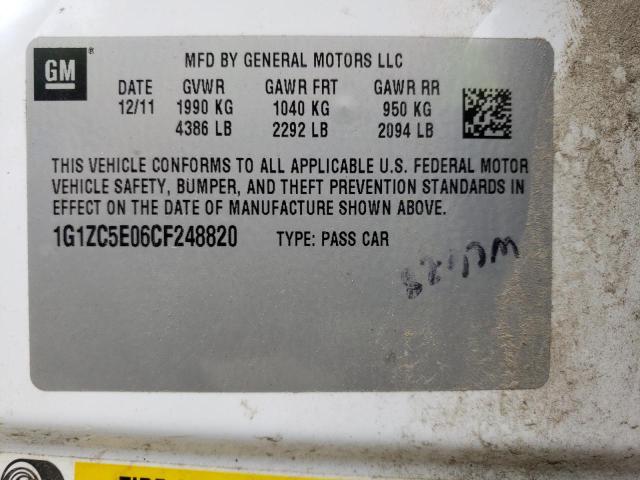 GM ® MFD BY GENERAL MOTORS LLC
DATE GVWR GAWR FRT GAWR RR
12/11 1990 KG 1040 KG 950 KG
4386 LB 2292 LB 2094 LB
THIS VEHICLE CONFORMS TO ALL APPLICABLE U.S. FEDERAL MOTOR
VEHICLE SAFETY, BUMPER, AND THEFT PREVENTION STANDARDS IN
EFFECT ON THE DATE OF MANUFACTURE SHOWN ABOVE.
1G1ZC5E06CF248820 TYPE: PASS CAR